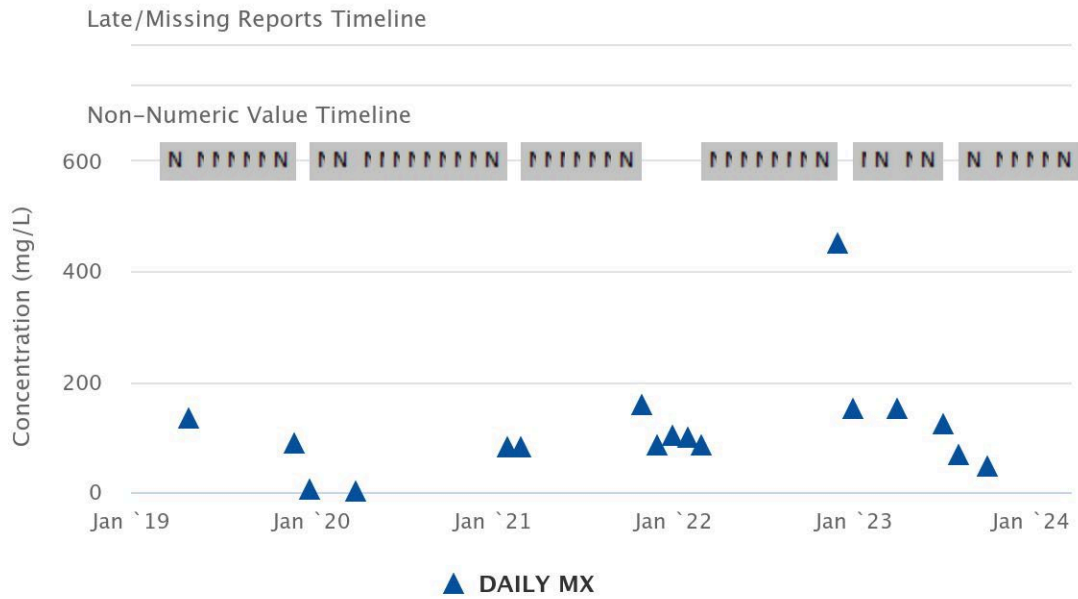 Late/Missing Reports Timeline
Non-Numeric Value Timeline
600
N N N N N N N N N N N N N N N N N N N N N N N N N N N N N N N N N N N N N N N N N N N
400
Concentration (mg/L)
200
0
Jan `19 Jan `20 Jan `21 Jan `22 Jan `23 Jan `24
DAILY MX